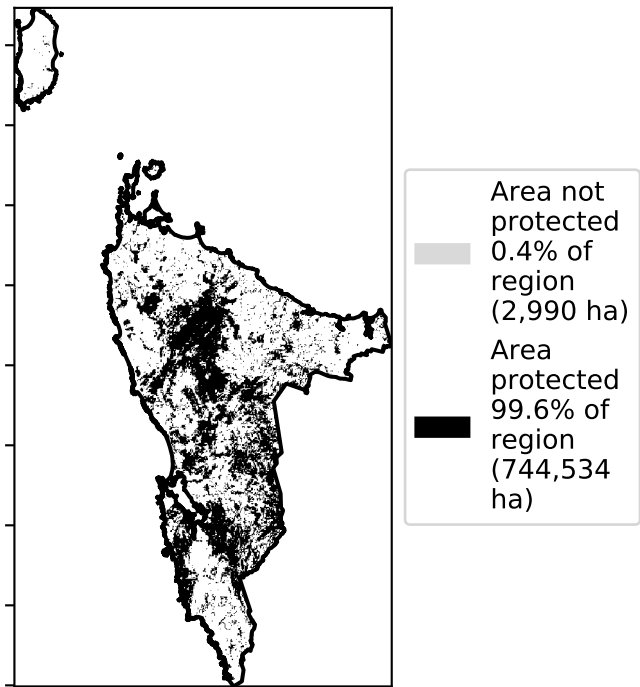 Area not
protected
0.4% of
region
(2,990 ha)
Area
protected
99.6% of
region
(744,534
ha)